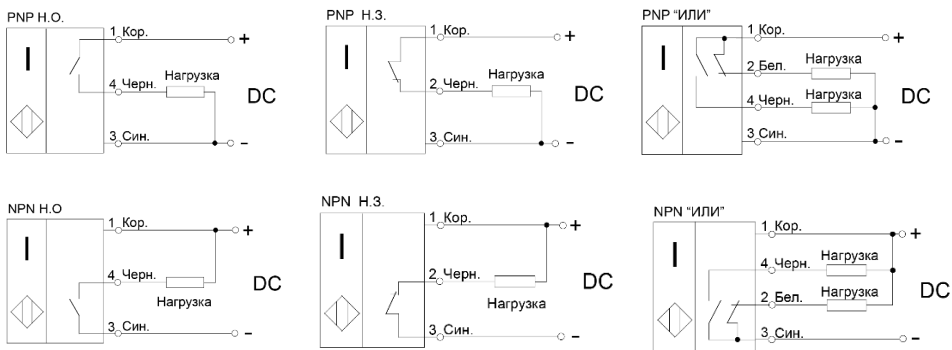 PNP Н.О.
1 Кор.
+
4 Черн.
Нагрузка
DC
3 Син.
-
PNP Н.З.
1 Кор.
+
2 Черн.
Нагрузка
DC
3 Син.
-
PNP “ИЛИ”
1 Кор.
+
2 Бел.
Нагрузка
4 Черн.
Нагрузка
DC
3 Син.
-
NPN Н.О
1 Кор.
+
4 Черн.
Нагрузка
DC
3 Син.
-
NPN Н.З.
1 Кор.
+
2 Черн.
Нагрузка
DC
3 Син.
-
NPN “ИЛИ”
1 Кор.
+
4 Черн.
Нагрузка
2 Бел.
Нагрузка
DC
3 Син.
-